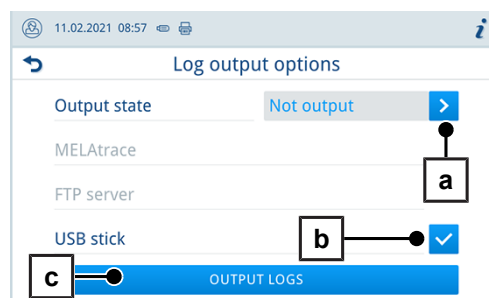 11.02.2021 08:57 i
Log output options
Output state Not output
MELAtrace
a
FTP server
USB stick
b
c
OUTPUT LOGS